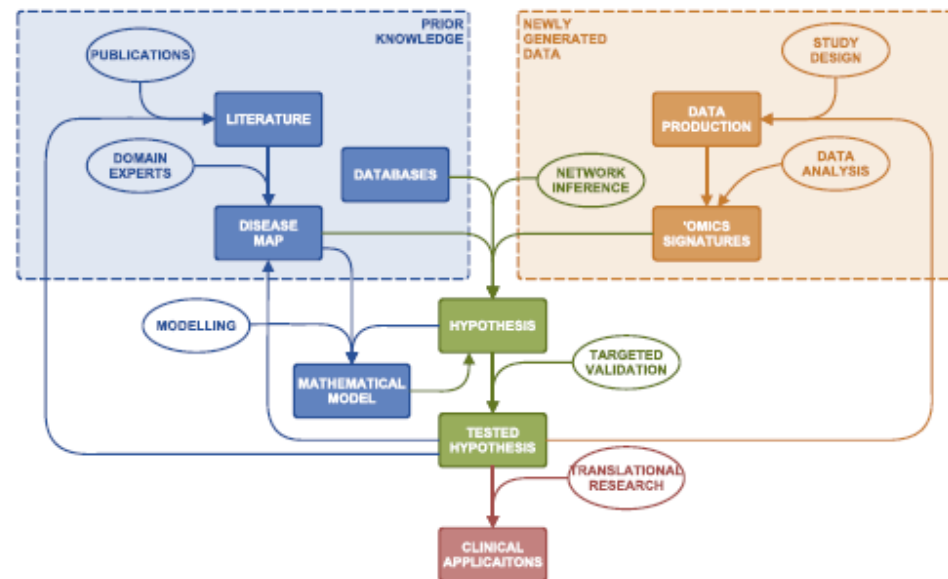 PRIOR
KNOWLEDGE
NEWLY
GENERATED
DATA
PUBLICATIONS
STUDY
DESIGN
LITERATURE
DATA
PRODUCTION
DOMAIN
EXPERTS
DATABASES
NETWORK
INFERENCE
DATA
ANALYSIS
DISEASE
MAP
'OMICS
SIGNATURES
MODELLING
HYPOTHESIS
TARGETED
VALIDATION
MATHEMATICAL
MODEL
TESTED
HYPOTHESIS
TRANSLATIONAL
RESEARCH
CLINICAL
APPLICAITONS